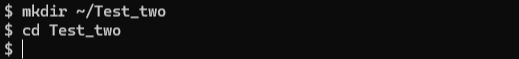 $ mkdir ~/Test_two
$ cd Test_two
$